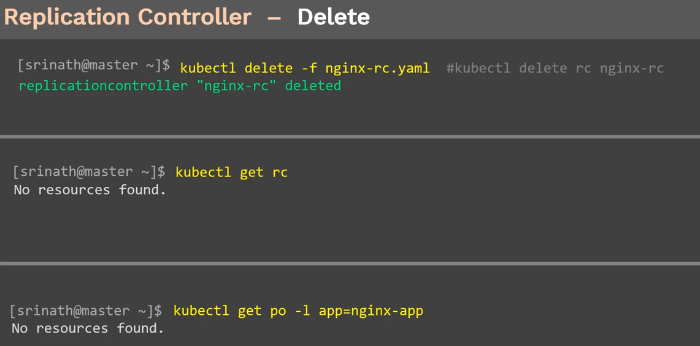 Replication Controller – Delete
[srinath@master ~]$ kubectl delete -f nginx-rc.yaml #kubectl delete rc nginx-rc
replicationcontroller "nginx-rc" deleted
[srinath@master ~]$ kubectl get rc
No resources found.
[srinath@master ~]$ kubectl get po -l app=nginx-app
No resources found.